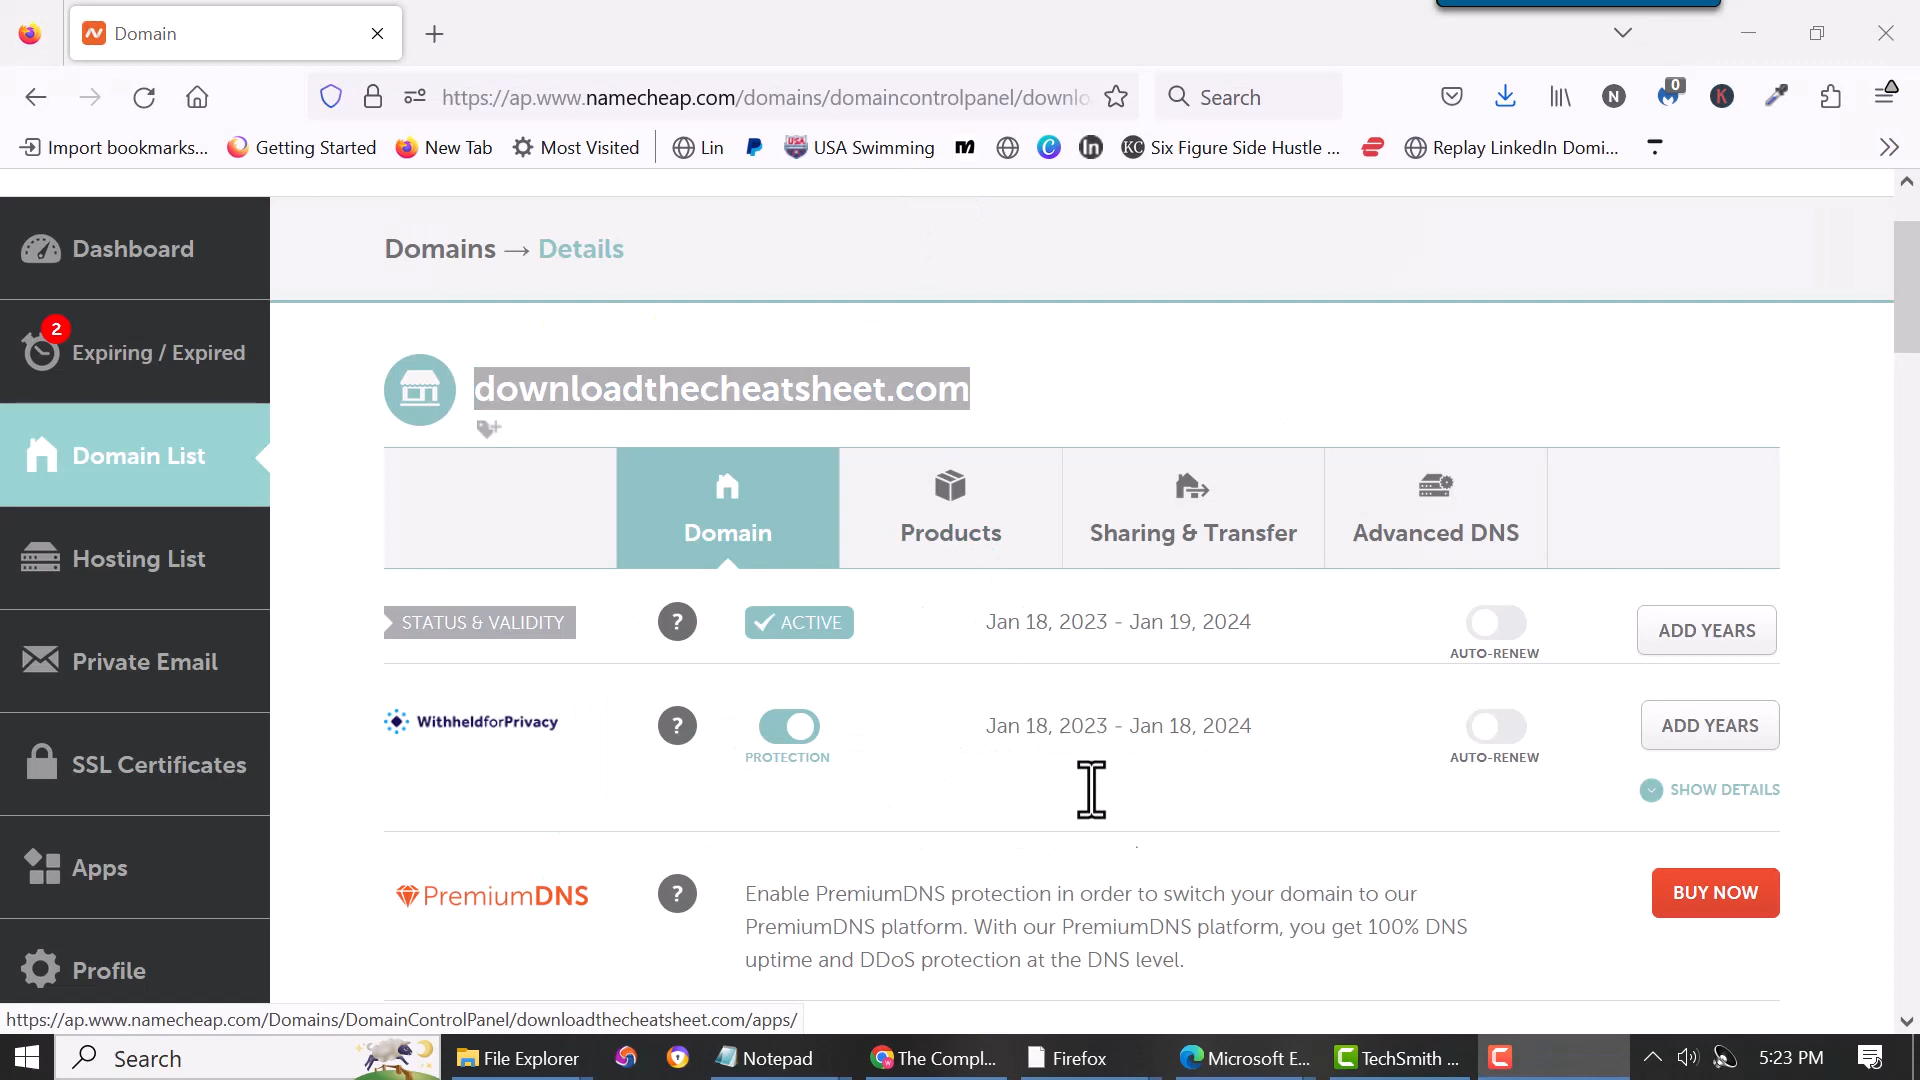 Domain
https://ap.www.namecheap.com/domains/domaincontrolpanel/downlo
Search
0
N
K
Import bookmarks...
Getting Started
New Tab
Most Visited
Lin
USA Swimming
KC
Six Figure Side Hustle ...
Replay LinkedIn Domi...
Dashboard
2
Expiring / Expired
Domain List
Hosting List
Private Email
SSL Certificates
Apps
Profile
Domains → Details
downloadthecheatsheet.com
Domain
Products
Sharing & Transfer
Advanced DNS
STATUS & VALIDITY
?
ACTIVE
Jan 18, 2023 - Jan 19, 2024
AUTO-RENEW
ADD YEARS
WithheldforPrivacy
?
PROTECTION
Jan 18, 2023 - Jan 18, 2024
AUTO-RENEW
ADD YEARS
SHOW DETAILS
PremiumDNS
?
Enable PremiumDNS protection in order to switch your domain to our
PremiumDNS platform. With our PremiumDNS platform, you get 100% DNS
uptime and DDoS protection at the DNS level.
BUY NOW
https://ap.www.namecheap.com/Domains/DomainControlPanel/downloadthecheatsheet.com/apps/
Search
File Explorer
Notepad
The Compl...
Firefox
Microsoft E...
TechSmith ...
5:23 PM